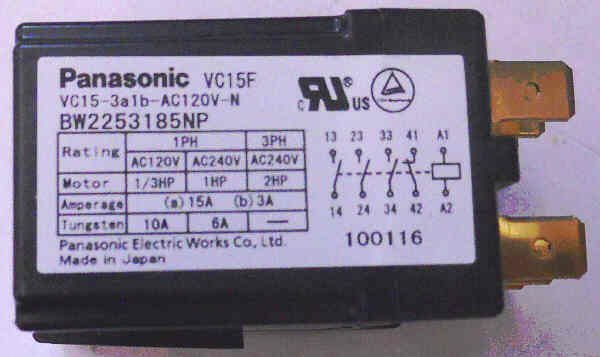 Panasonic VC15F
VC15-3a1b-AC120V-N
BW2253185NP
c RU US
Rating 1PH 3PH
AC120V AC240V AC240V
Motor 1/3HP 1HP 2HP
Amperage (a)15A (b)3A
Tungsten 10A 6A —
Panasonic Electric Works Co., Ltd.
Made in Japan
13 23 33 41 A1
14 24 34 42 A2
100116